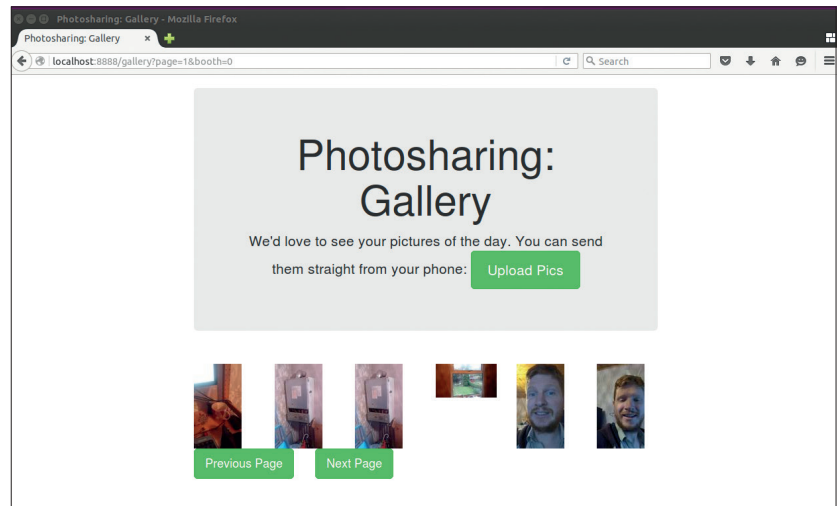 Photosharing: Gallery - Mozilla Firefox
Photosharing: Gallery
localhost:8888/gallery?page=1&booth=0
Search
Photosharing:
Gallery
We'd love to see your pictures of the day. You can send
them straight from your phone: Upload Pics
Previous Page Next Page